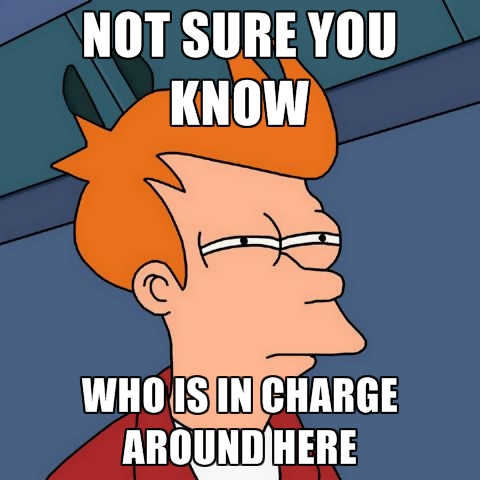 NOT SURE YOU
KNOW
WHO IS IN CHARGE
AROUND HERE